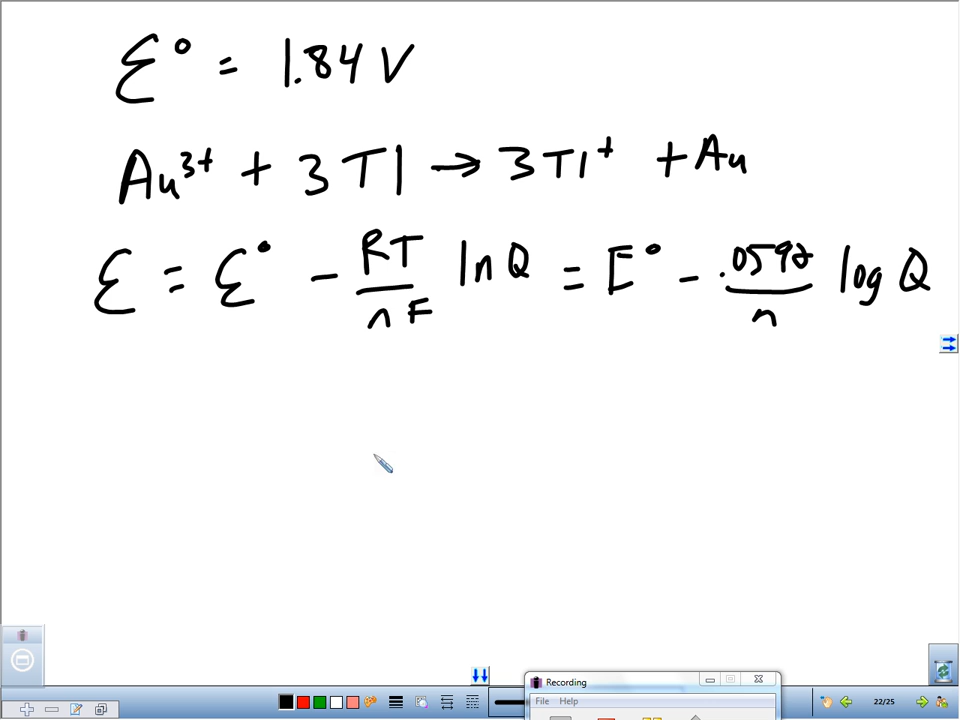 Ɛ° = 1.84 V
Au³⁺ + 3 Tl → 3 Tl⁺ + Au
Ɛ = Ɛ° - RT/nF ln Q = E° - .0592/n log Q
Recording
File Help
22/25